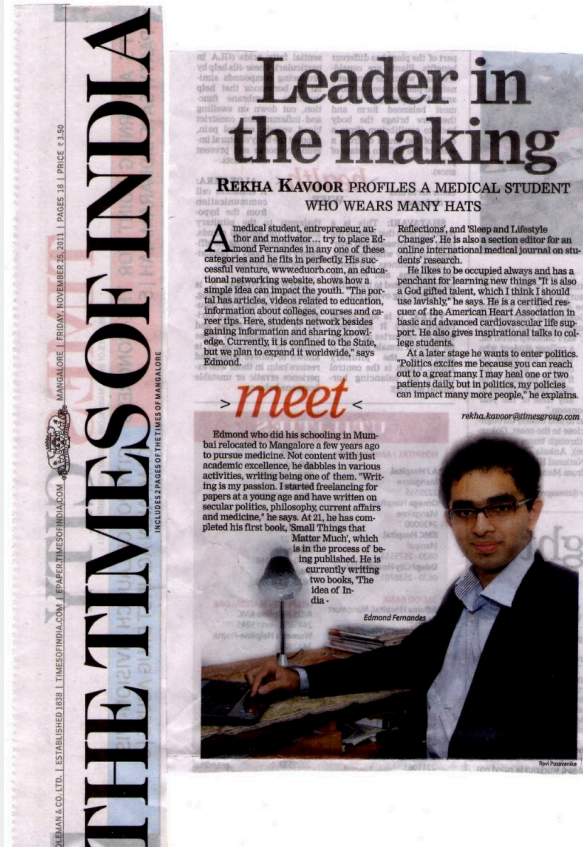 THE TIMES OF INDIA
INCLUDES 2 PAGES OF THE TIMES OF MANGALORE
OLEMAN & CO. LTD. | ESTABLISHED 1838 | TIMESOFINDIA.COM | EPAPER.TIMESOFINDIA.COM MANGALORE | FRIDAY, NOVEMBER 25, 2011 | PAGES 18 | PRICE ₹ 3.50
Leader in
the making
REKHA KAVOOR PROFILES A MEDICAL STUDENT
WHO WEARS MANY HATS
A medical student, entrepreneur, au-
thor and motivator... try to place Ed-
mond Fernandes in any one of these
categories and he fits in perfectly. His suc-
cessful venture, www.eduorb.com, an educa-
tional networking website, shows how a
simple idea can impact the youth. "The por-
tal has articles, videos related to education,
information about colleges, courses and ca-
reer tips. Here, students network besides
gaining information and sharing knowl-
edge. Currently, it is confined to the State,
but we plan to expand it worldwide," says
Edmond.
> meet <
Edmond who did his schooling in Mum-
bai relocated to Mangalore a few years ago
to pursue medicine. Not content with just
academic excellence, he dabbles in various
activities, writing being one of them. "Writ-
ing is my passion. I started freelancing for
papers at a young age and have written on
secular politics, philosophy, current affairs
and medicine," he says. At 21, he has com-
pleted his first book, 'Small Things that
Matter Much', which
is in the process of be-
ing published. He is
currently writing
two books, 'The
idea of In-
dia -
Reflections', and 'Sleep and Lifestyle
Changes'. He is also a section editor for an
online international medical journal on stu-
dents' research.
He likes to be occupied always and has a
penchant for learning new things "It is also
a God gifted talent, which I think I should
use lavishly," he says. He is a certified res-
cuer of the American Heart Association in
basic and advanced cardiovascular life sup-
port. He also gives inspirational talks to col-
lege students.
At a later stage he wants to enter politics.
"Politics excites me because you can reach
out to a great many. I may heal one or two
patients daily, but in politics, my policies
can impact many more people," he explains.
rekha.kavoor@timesgroup.com
Edmond Fernandes
Ravi